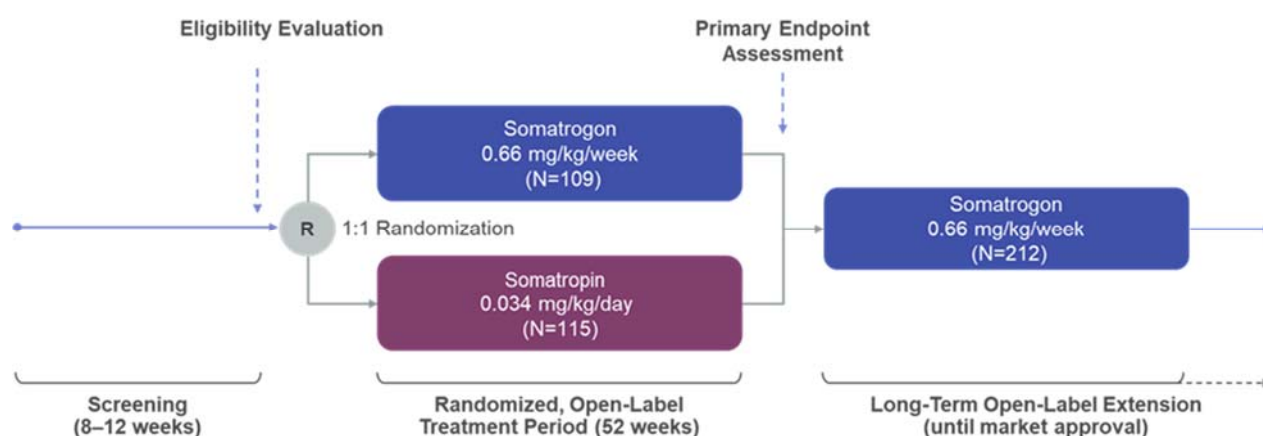 Eligibility Evaluation
Primary Endpoint
Assessment
Somatrogon
0.66 mg/kg/week
(N=109)
R
1:1 Randomization
Somatropin
0.034 mg/kg/day
(N=115)
Somatrogon
0.66 mg/kg/week
(N=212)
Screening
(8–12 weeks)
Randomized, Open-Label
Treatment Period (52 weeks)
Long-Term Open-Label Extension
(until market approval)